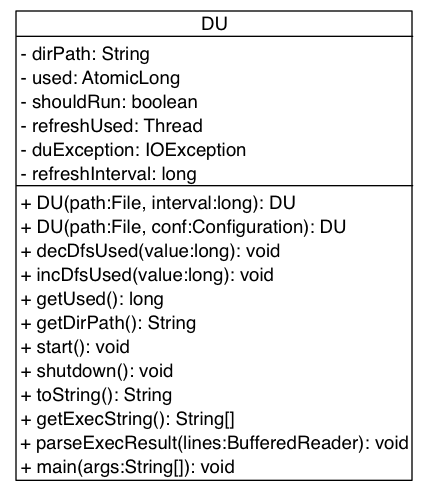 DU
- dirPath: String
- used: AtomicLong
- shouldRun: boolean
- refreshUsed: Thread
- duException: IOException
- refreshInterval: long
+ DU(path:File, interval:long): DU
+ DU(path:File, conf:Configuration): DU
+ decDfsUsed(value:long): void
+ incDfsUsed(value:long): void
+ getUsed(): long
+ getDirPath(): String
+ start(): void
+ shutdown(): void
+ toString(): String
+ getExecString(): String[]
+ parseExecResult(lines:BufferedReader): void
+ main(args:String[]): void